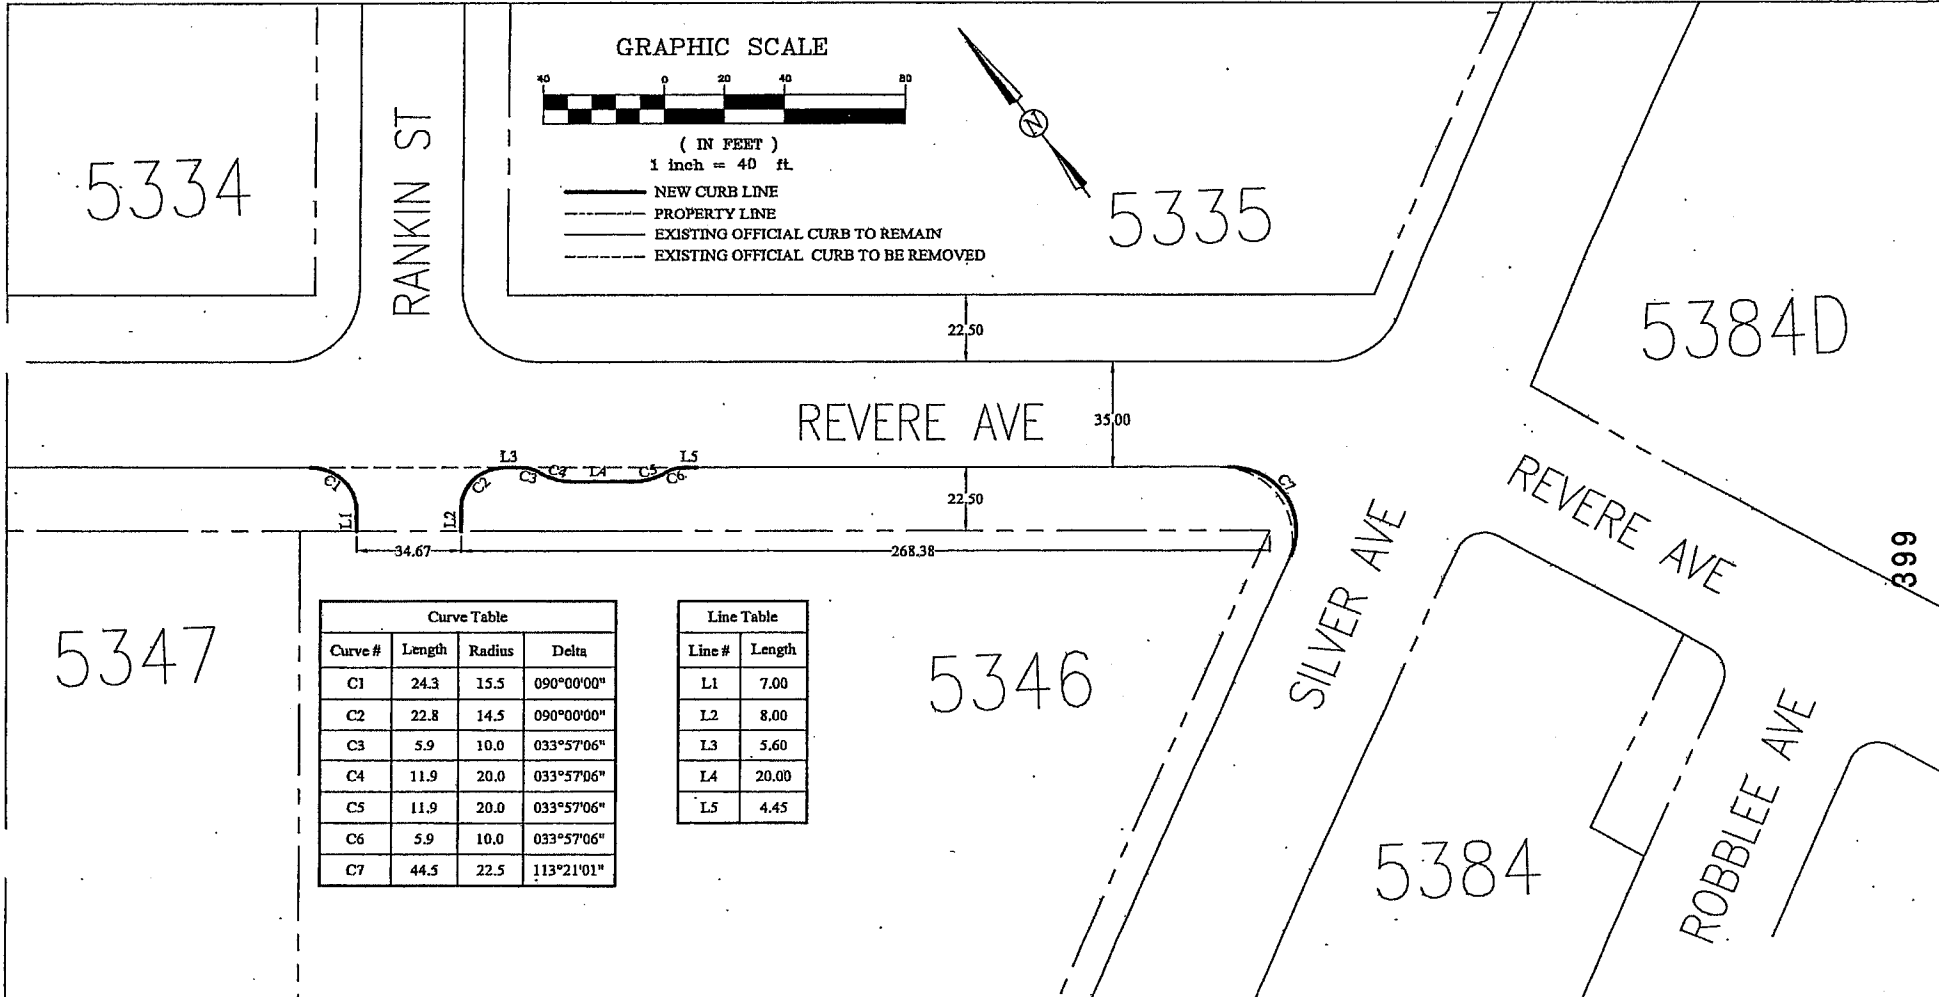 GRAPHIC SCALE
40 0 20 40 80
( IN FEET )
1 inch = 40 ft.
NEW CURB LINE
PROPERTY LINE
EXISTING OFFICIAL CURB TO REMAIN
EXISTING OFFICIAL CURB TO BE REMOVED
N
5334
RANKIN ST
5335
5384D
22.50
35.00
REVERE AVE
L3
C3
C4
L4
C5
C6
L5
C1
C2
L1
L2
C7
22.50
34.67
268.38
REVERE AVE
399
SILVER AVE
5347
5346
5384
ROBBLEE AVE
Curve Table
Curve # Length Radius Delta
C1 24.3 15.5 090°00'00"
C2 22.8 14.5 090°00'00"
C3 5.9 10.0 033°57'06"
C4 11.9 20.0 033°57'06"
C5 11.9 20.0 033°57'06"
C6 5.9 10.0 033°57'06"
C7 44.5 22.5 113°21'01"
Line Table
Line # Length
L1 7.00
L2 8.00
L3 5.60
L4 20.00
L5 4.45